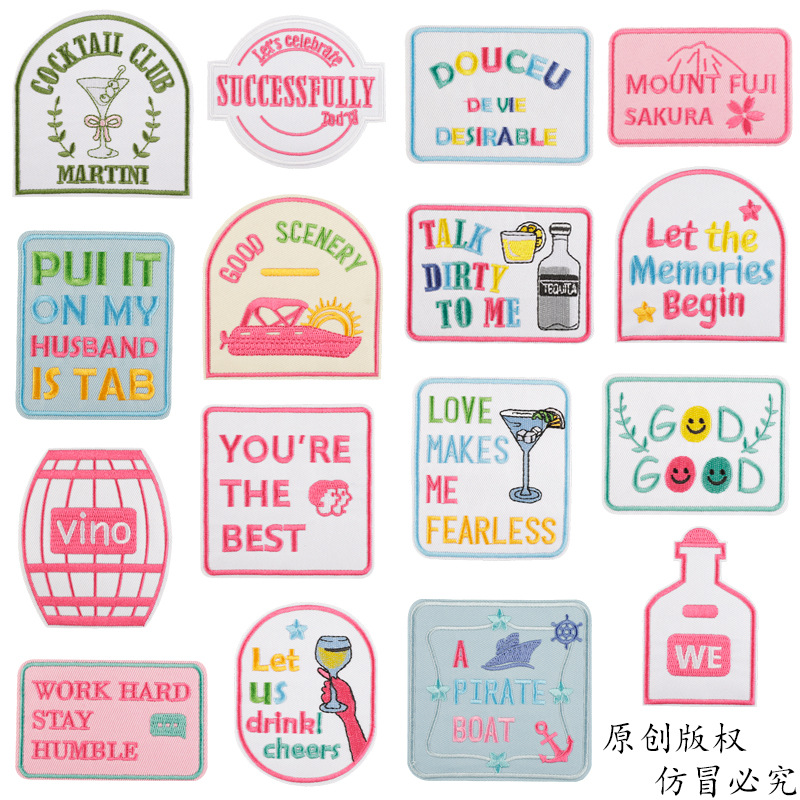 COCKTAIL CLUB
MARTINI
Let's celebrate
SUCCESSFULLY
DOUCEU
DE VIE
DESIRABLE
MOUNT FUJI
SAKURA
PUI IT
ON MY
HUSBAND
IS TAB
GOOD SCENERY
TALK
DIRTY
TO ME
TEQUITA
Let the
Memories
Begin
vino
YOU'RE
THE
BEST
LOVE
MAKES
ME
FEARLESS
GOD
GOOD
WORK HARD
STAY
HUMBLE
Let
us
drink!
cheers
A
PIRATE
BOAT
WE
原创版权
仿冒必究